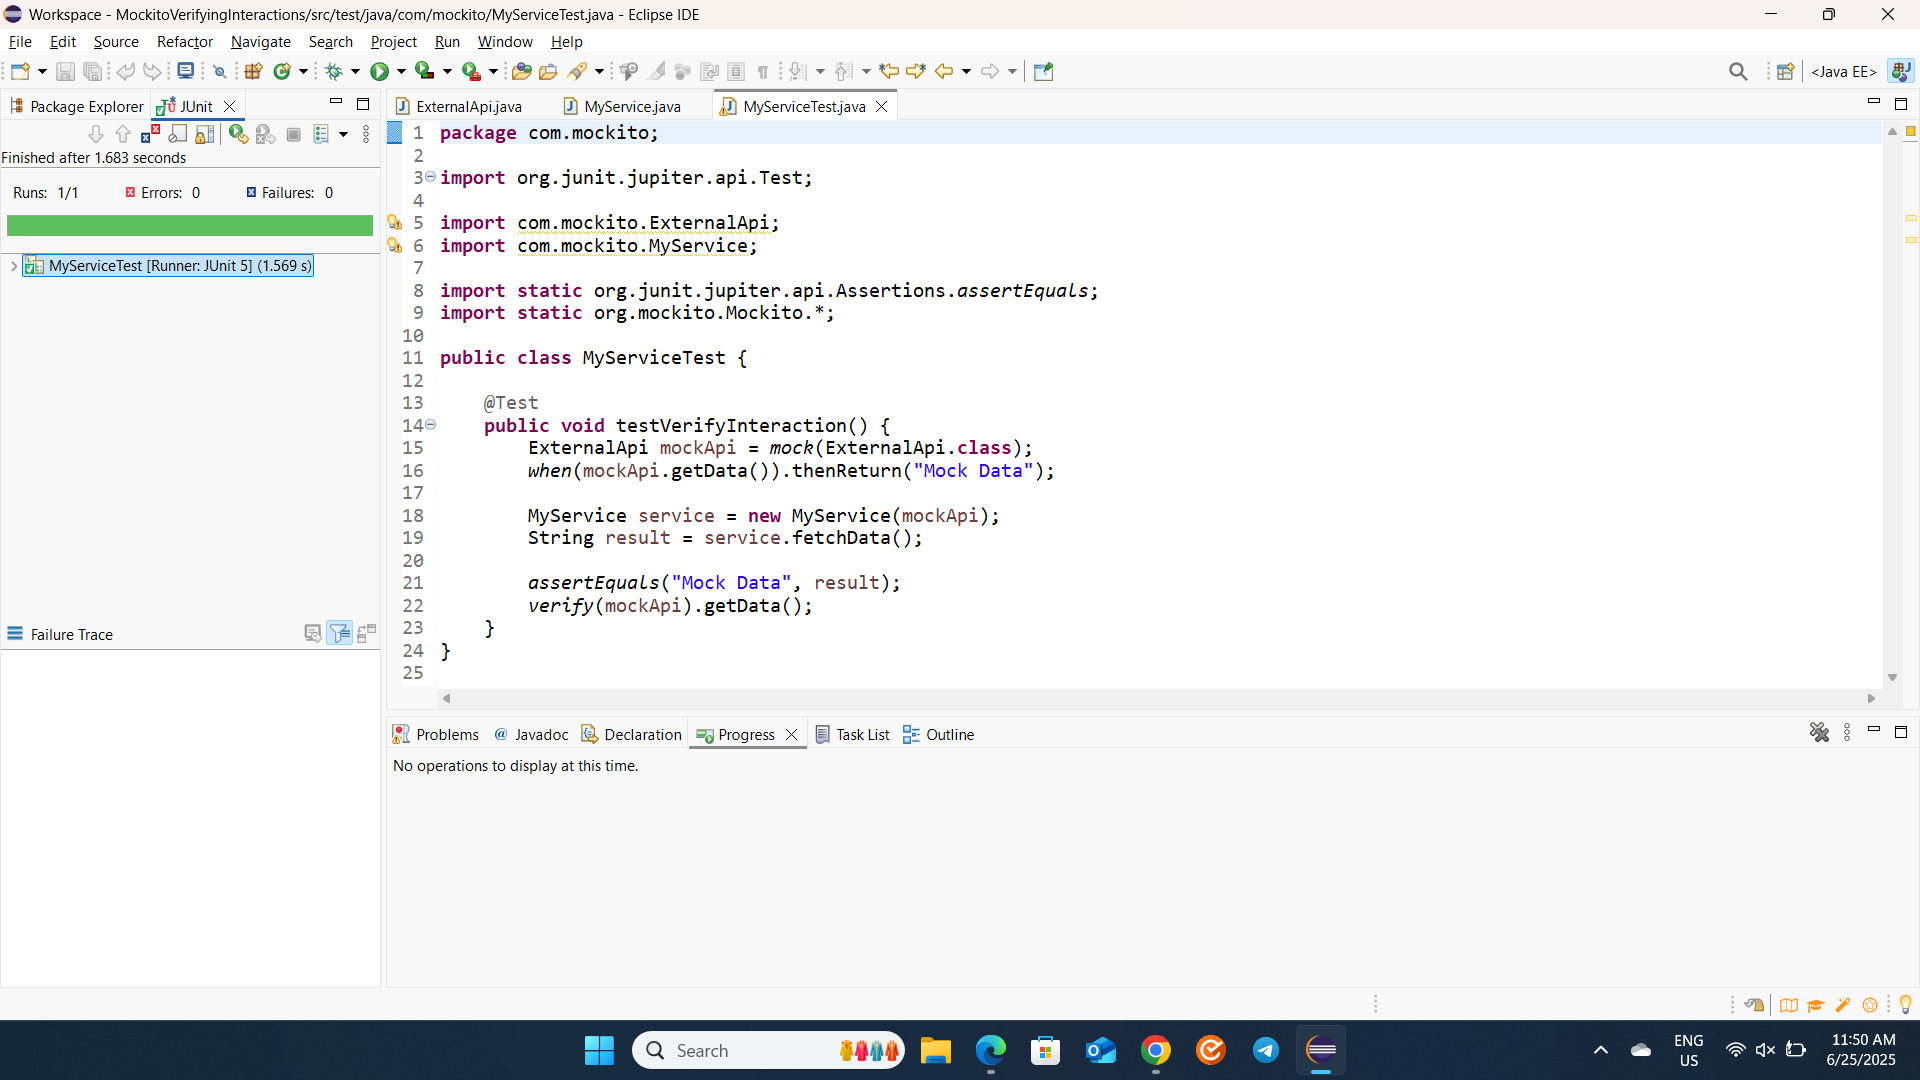 Workspace - MockitoVerifyingInteractions/src/test/java/com/mockito/MyServiceTest.java - Eclipse IDE
File Edit Source Refactor Navigate Search Project Run Window Help
<Java EE>
Package Explorer JUnit
Finished after 1.683 seconds
Runs: 1/1 Errors: 0 Failures: 0
MyServiceTest [Runner: JUnit 5] (1.569 s)
Failure Trace
ExternalApi.java MyService.java MyServiceTest.java
1 package com.mockito;
2
3 import org.junit.jupiter.api.Test;
4
5 import com.mockito.ExternalApi;
6 import com.mockito.MyService;
7
8 import static org.junit.jupiter.api.Assertions.assertEquals;
9 import static org.mockito.Mockito.*;
10
11 public class MyServiceTest {
12
13 @Test
14 public void testVerifyInteraction() {
15 ExternalApi mockApi = mock(ExternalApi.class);
16 when(mockApi.getData()).thenReturn("Mock Data");
17
18 MyService service = new MyService(mockApi);
19 String result = service.fetchData();
20
21 assertEquals("Mock Data", result);
22 verify(mockApi).getData();
23 }
24 }
25
Problems @ Javadoc Declaration Progress Task List Outline
No operations to display at this time.
Search
ENG
US
11:50 AM
6/25/2025